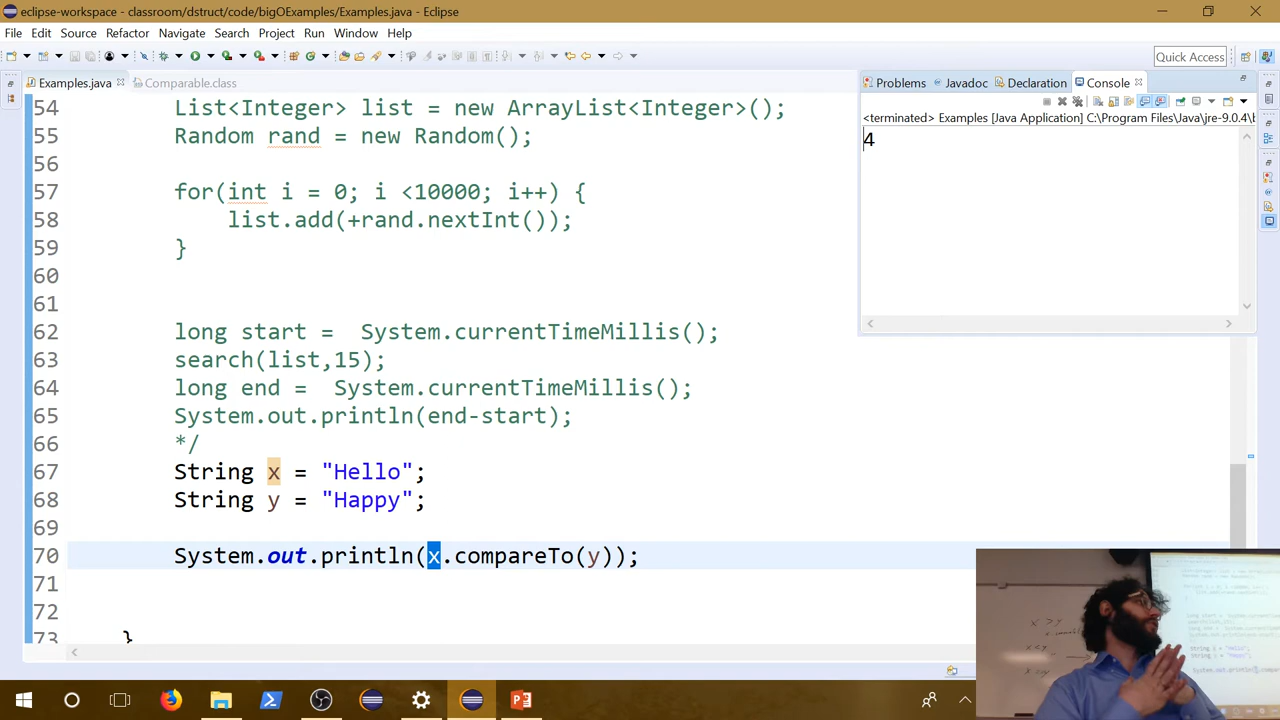 eclipse-workspace - classroom/dstruct/code/bigOExamples/Examples.java - Eclipse
File Edit Source Refactor Navigate Search Project Run Window Help
Quick Access
Examples.java
Comparable.class
Problems Javadoc Declaration Console
<terminated> Examples [Java Application] C:\Program Files\Java\jre-9.0.4\b
4
54 List<Integer> list = new ArrayList<Integer>();
55 Random rand = new Random();
56
57 for(int i = 0; i <10000; i++) {
58 list.add(+rand.nextInt());
59 }
60
61
62 long start =  System.currentTimeMillis();
63 search(list,15);
64 long end =  System.currentTimeMillis();
65 System.out.println(end-start);
66 */
67 String x = "Hello";
68 String y = "Happy";
69
70 System.out.println(x.compareTo(y));
71
72
73 }
x > y
x < y